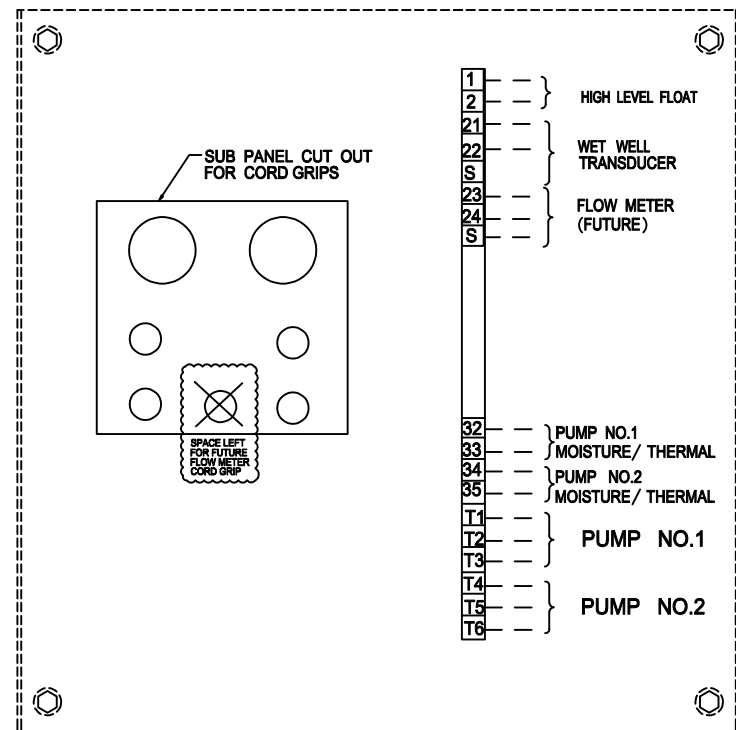 SUB PANEL CUT OUT
FOR CORD GRIPS
SPACE LEFT
FOR FUTURE
FLOW METER
CORD GRIP
1
2
HIGH LEVEL FLOAT
21
22
S
WET WELL
TRANSDUCER
23
24
S
FLOW METER
(FUTURE)
32
33
PUMP NO.1
MOISTURE/ THERMAL
34
35
PUMP NO.2
MOISTURE/ THERMAL
T1
T2
T3
PUMP NO.1
T4
T5
T6
PUMP NO.2